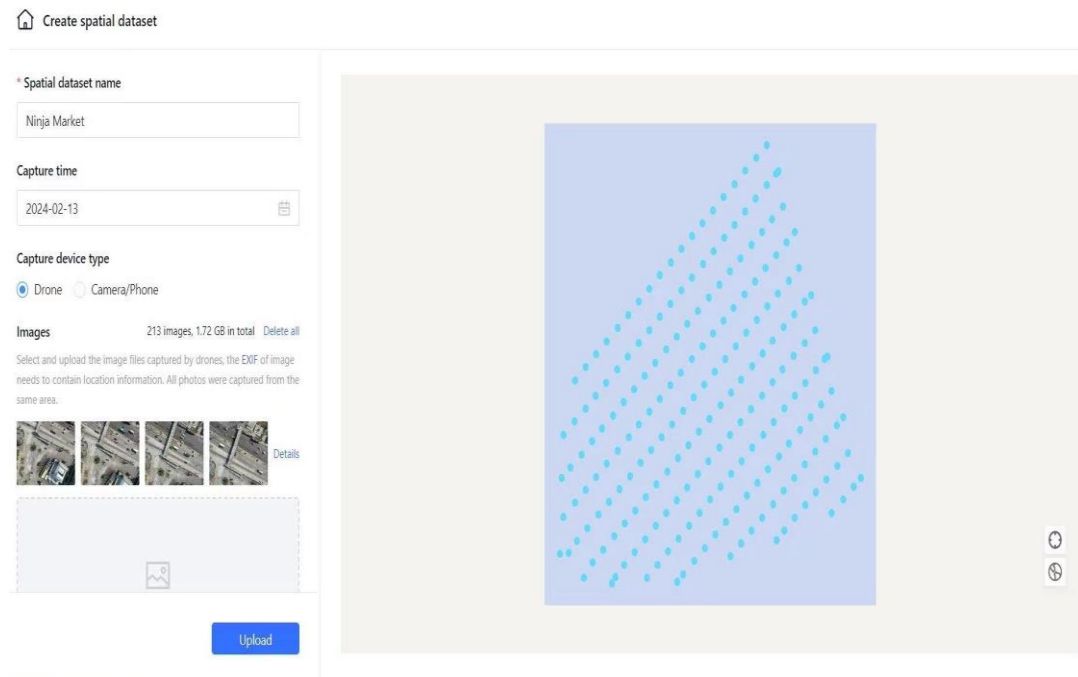 Create spatial dataset
* Spatial dataset name
Ninja Market
Capture time
2024-02-13
Capture device type
Drone
Camera/Phone
Images
213 images, 1.72 GB in total
Delete all
Select and upload the image files captured by drones, the EXIF of image
needs to contain location information. All photos were captured from the
same area.
Details
Upload